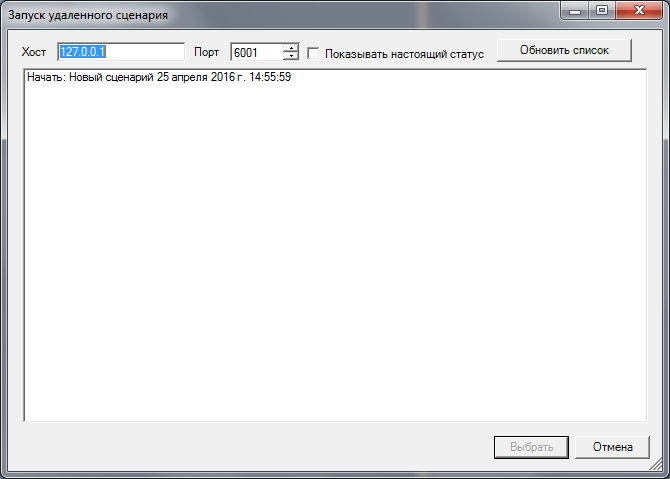 Запуск удаленного сценария
Хост 127.0.0.1 Порт 6001 Показывать настоящий статус Обновить список
Начать: Новый сценарий 25 апреля 2016 г. 14:55:59
Выбрать Отмена